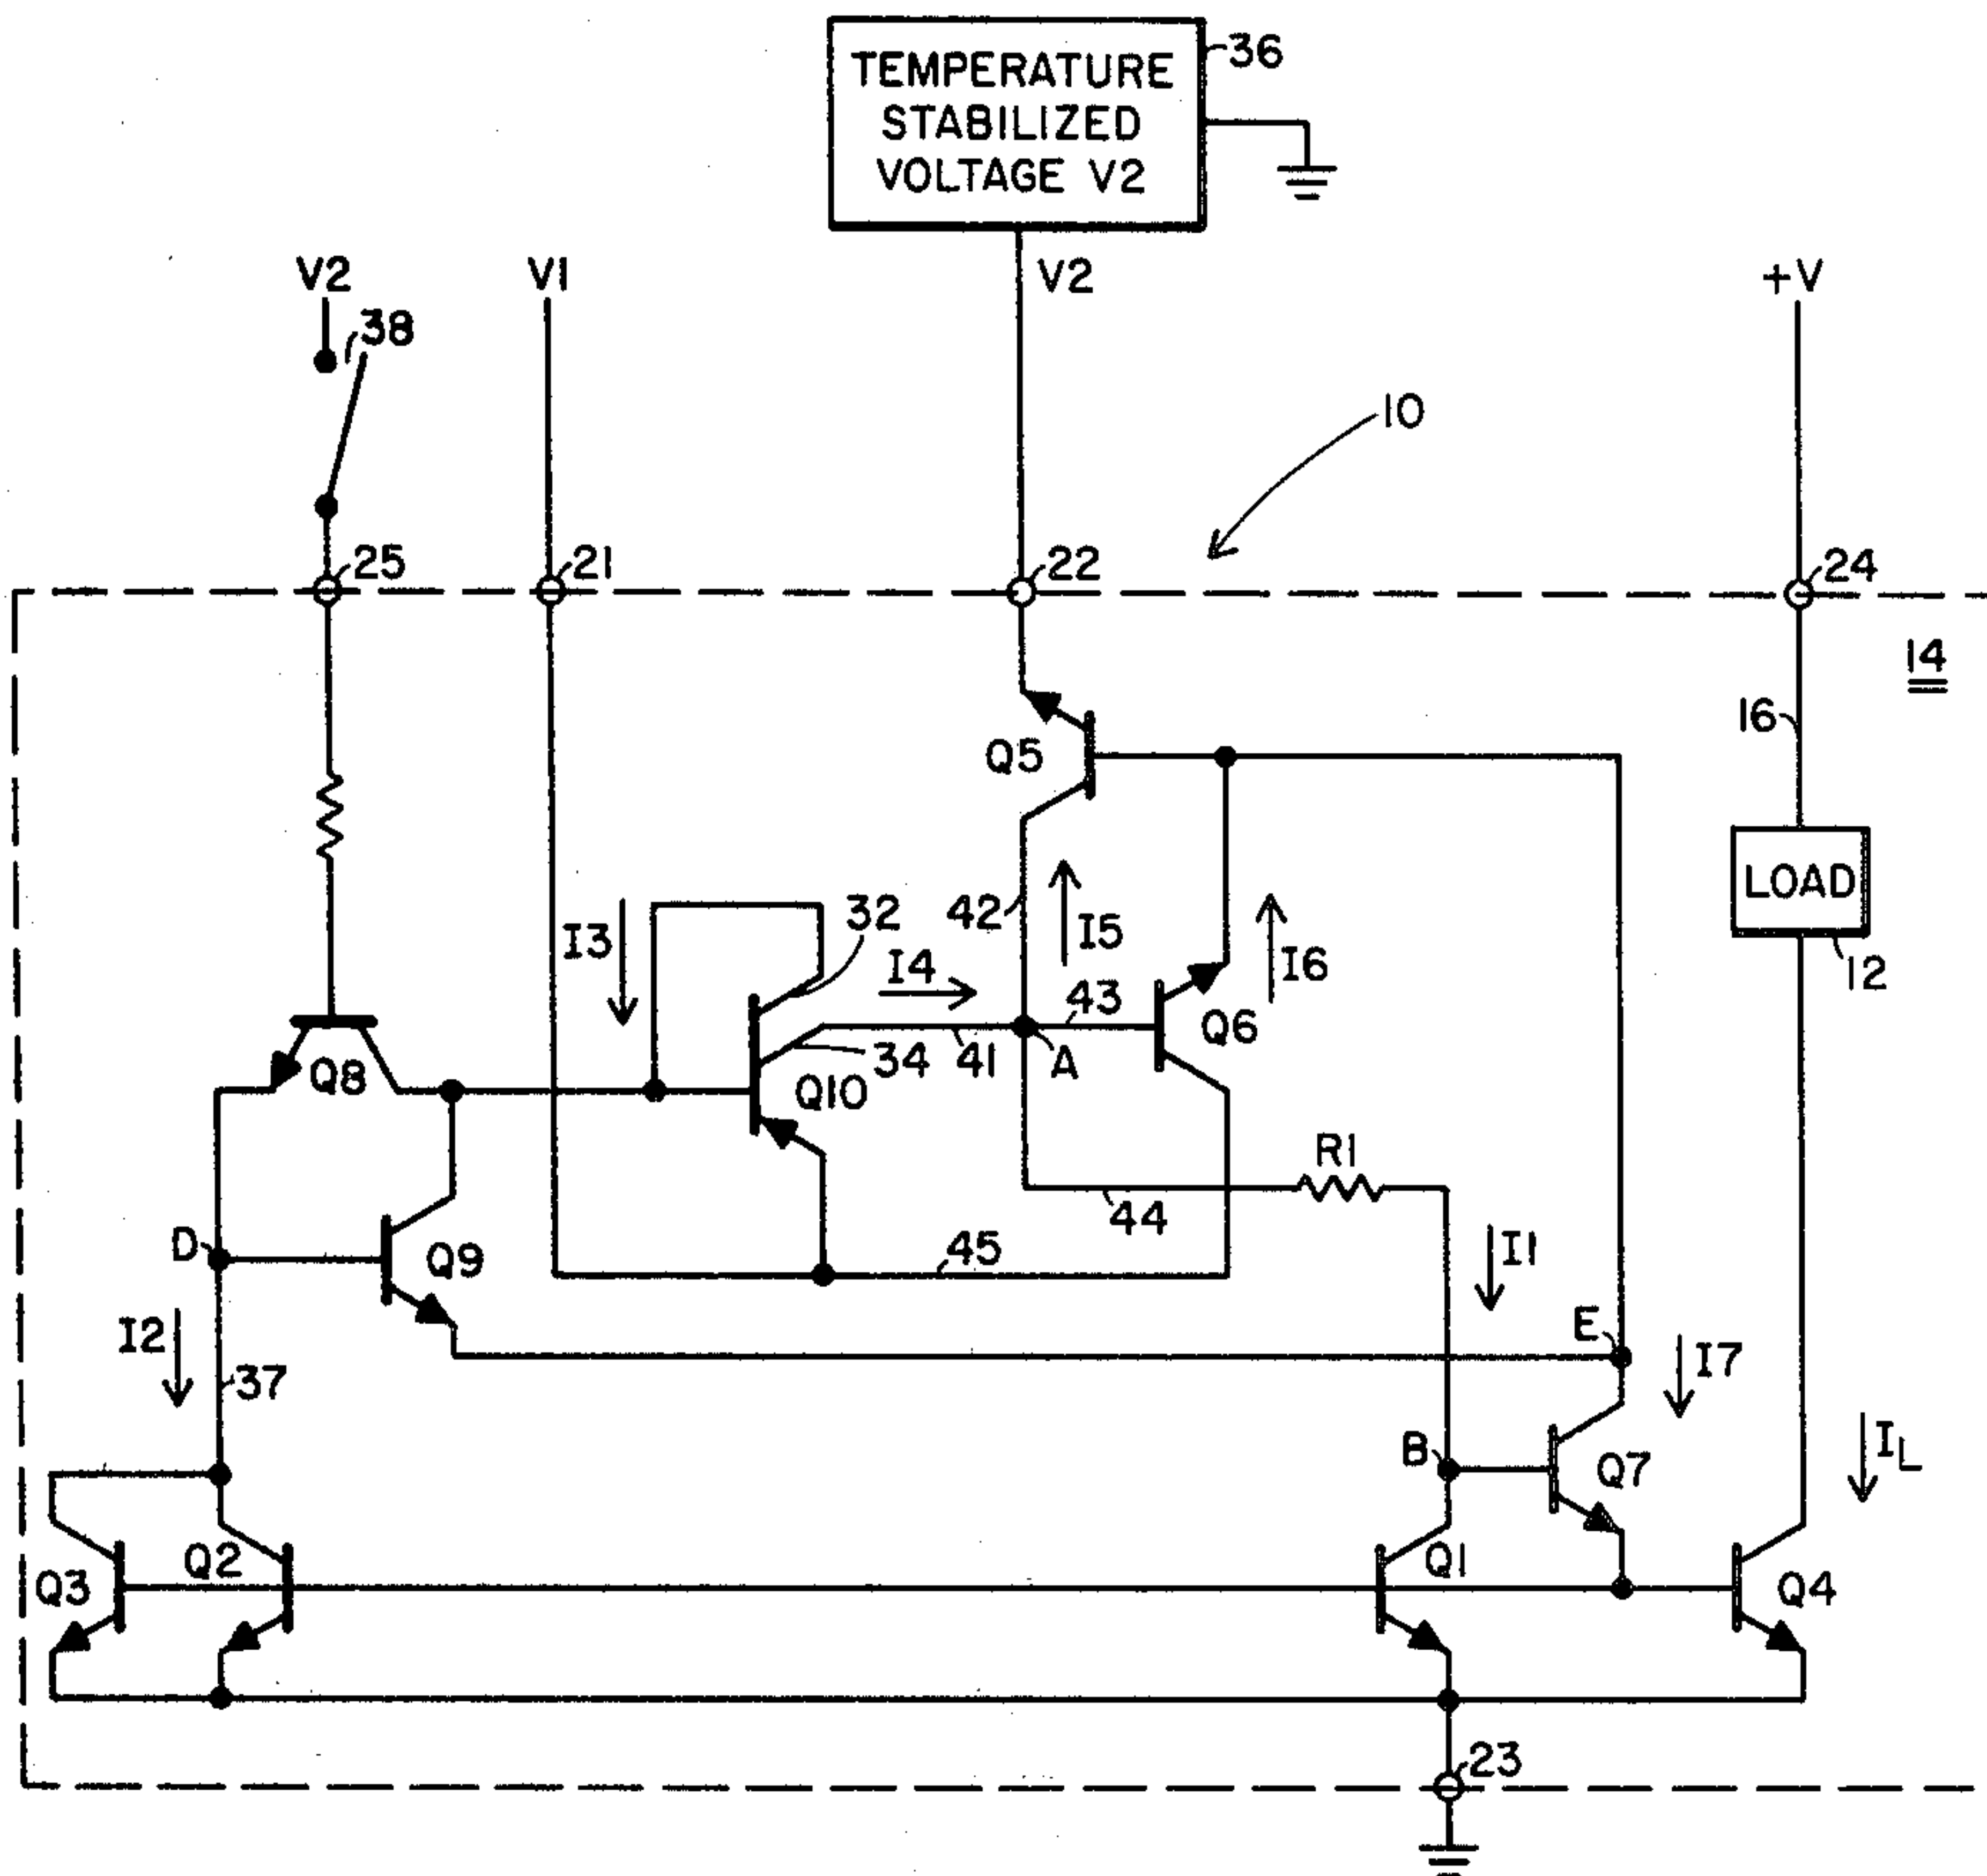 TEMPERATURE
STABILIZED
VOLTAGE V2
36
V2
V1
V2
+V
38
10
25
21
22
24
14
16
Q5
LOAD
12
32
42
I3
I4
I5
I6
43
Q6
34
41
A
Q8
Q10
R1
44
D
Q9
45
I1
I2
E
37
I7
B
Q7
IL
Q3
Q2
Q1
Q4
23